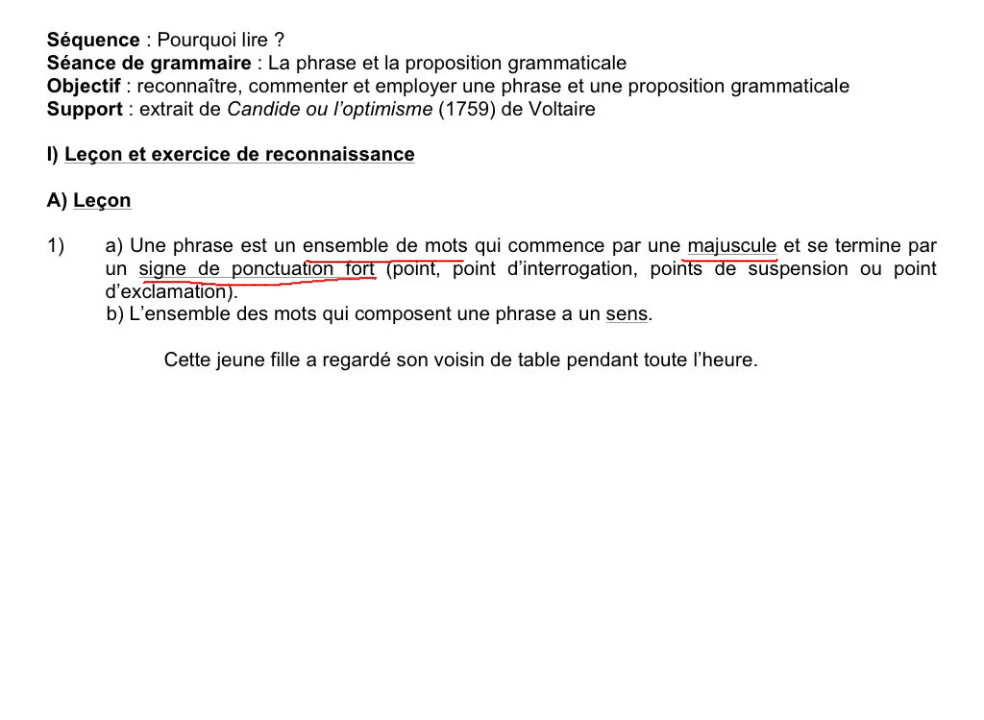 Séquence : Pourquoi lire ?
Séance de grammaire : La phrase et la proposition grammaticale
Objectif : reconnaître, commenter et employer une phrase et une proposition grammaticale
Support : extrait de Candide ou l'optimisme (1759) de Voltaire
I) Leçon et exercice de reconnaissance
A) Leçon
1) a) Une phrase est un ensemble de mots qui commence par une majuscule et se termine par
un signe de ponctuation fort (point, point d'interrogation, points de suspension ou point
d'exclamation).
b) L'ensemble des mots qui composent une phrase a un sens.
Cette jeune fille a regardé son voisin de table pendant toute l'heure.